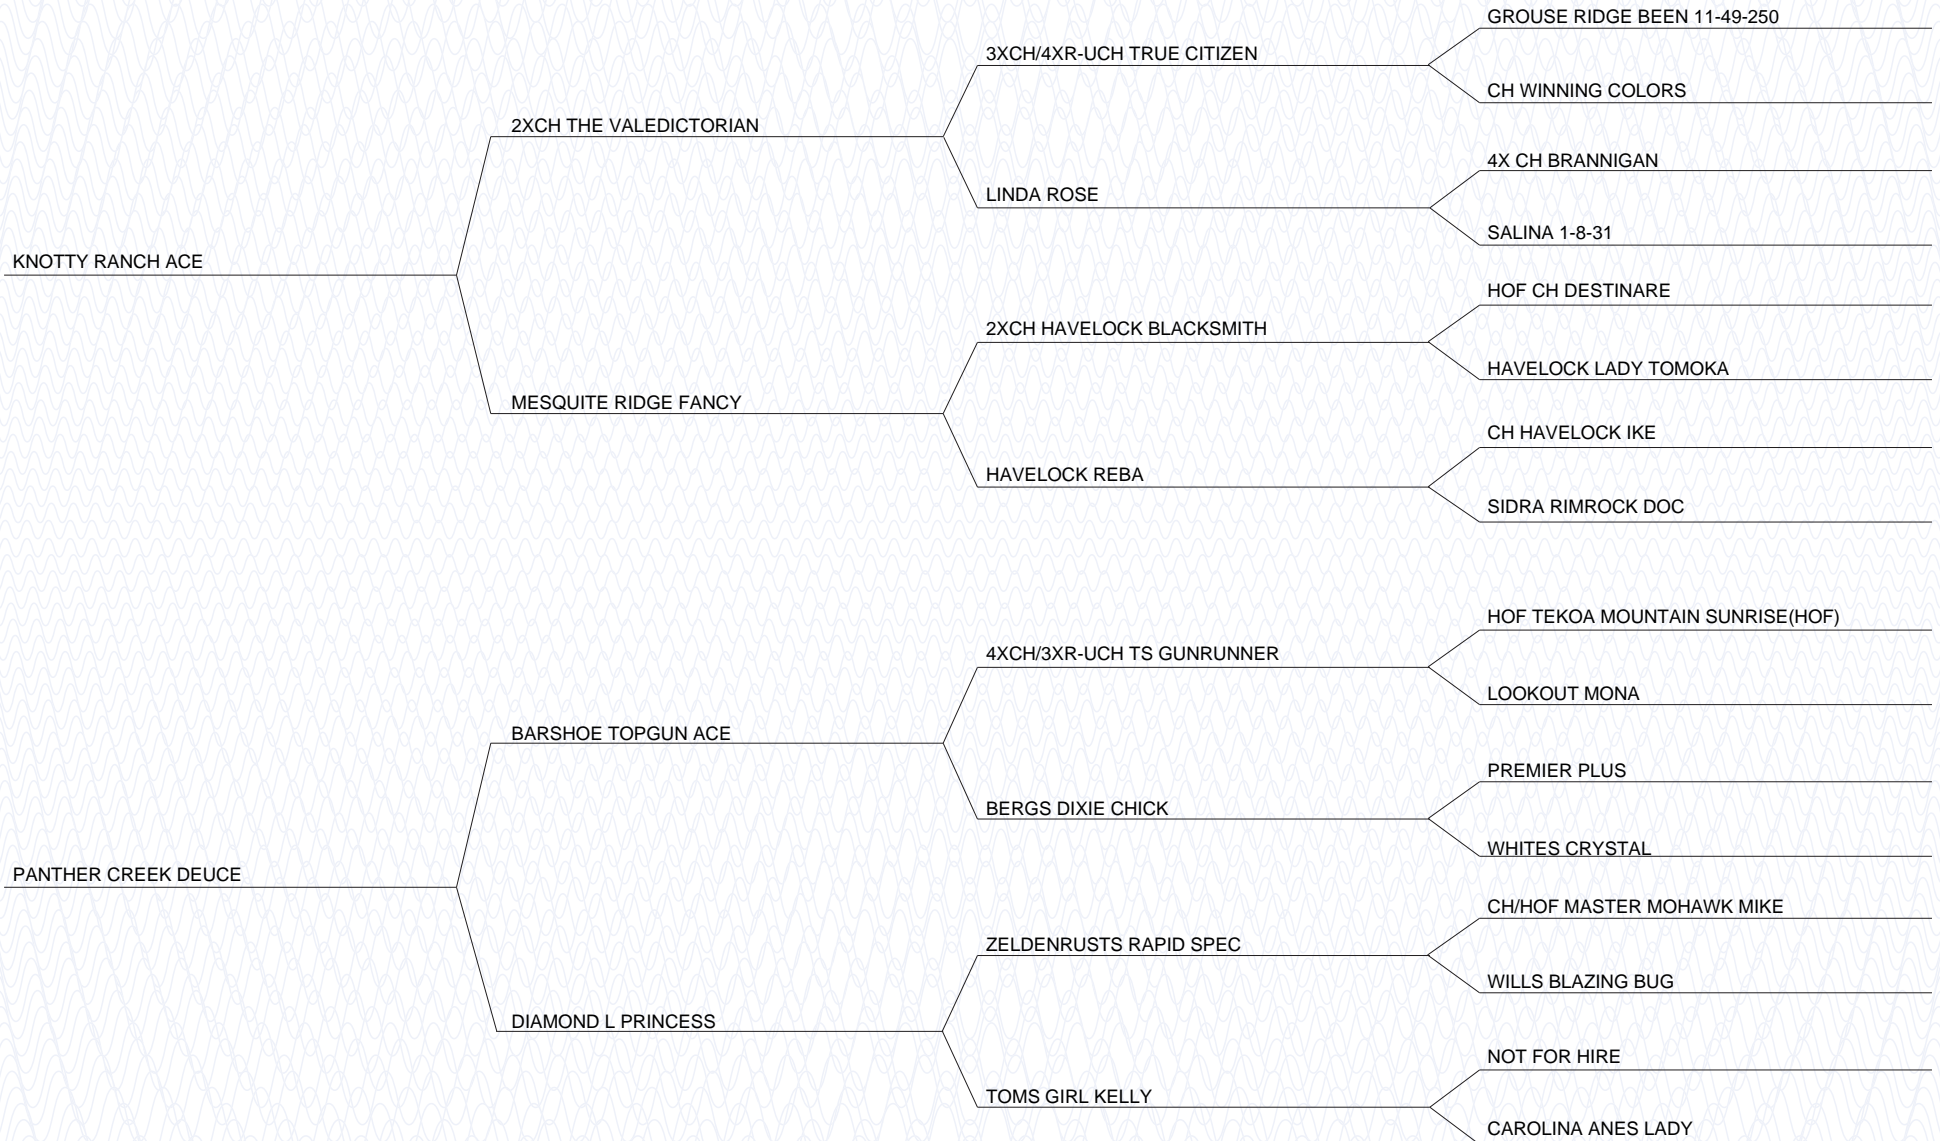 GROUSE RIDGE BEEN 11-49-250
3XCH/4XR-UCH TRUE CITIZEN
CH WINNING COLORS
2XCH THE VALEDICTORIAN
4X CH BRANNIGAN
LINDA ROSE
SALINA 1-8-31
KNOTTY RANCH ACE
HOF CH DESTINARE
2XCH HAVELOCK BLACKSMITH
HAVELOCK LADY TOMOKA
MESQUITE RIDGE FANCY
CH HAVELOCK IKE
HAVELOCK REBA
SIDRA RIMROCK DOC
HOF TEKOA MOUNTAIN SUNRISE(HOF)
4XCH/3XR-UCH TS GUNRUNNER
LOOKOUT MONA
BARSHOE TOPGUN ACE
PREMIER PLUS
BERGS DIXIE CHICK
WHITES CRYSTAL
PANTHER CREEK DEUCE
CH/HOF MASTER MOHAWK MIKE
ZELDENRUSTS RAPID SPEC
WILLS BLAZING BUG
DIAMOND L PRINCESS
NOT FOR HIRE
TOMS GIRL KELLY
CAROLINA ANES LADY